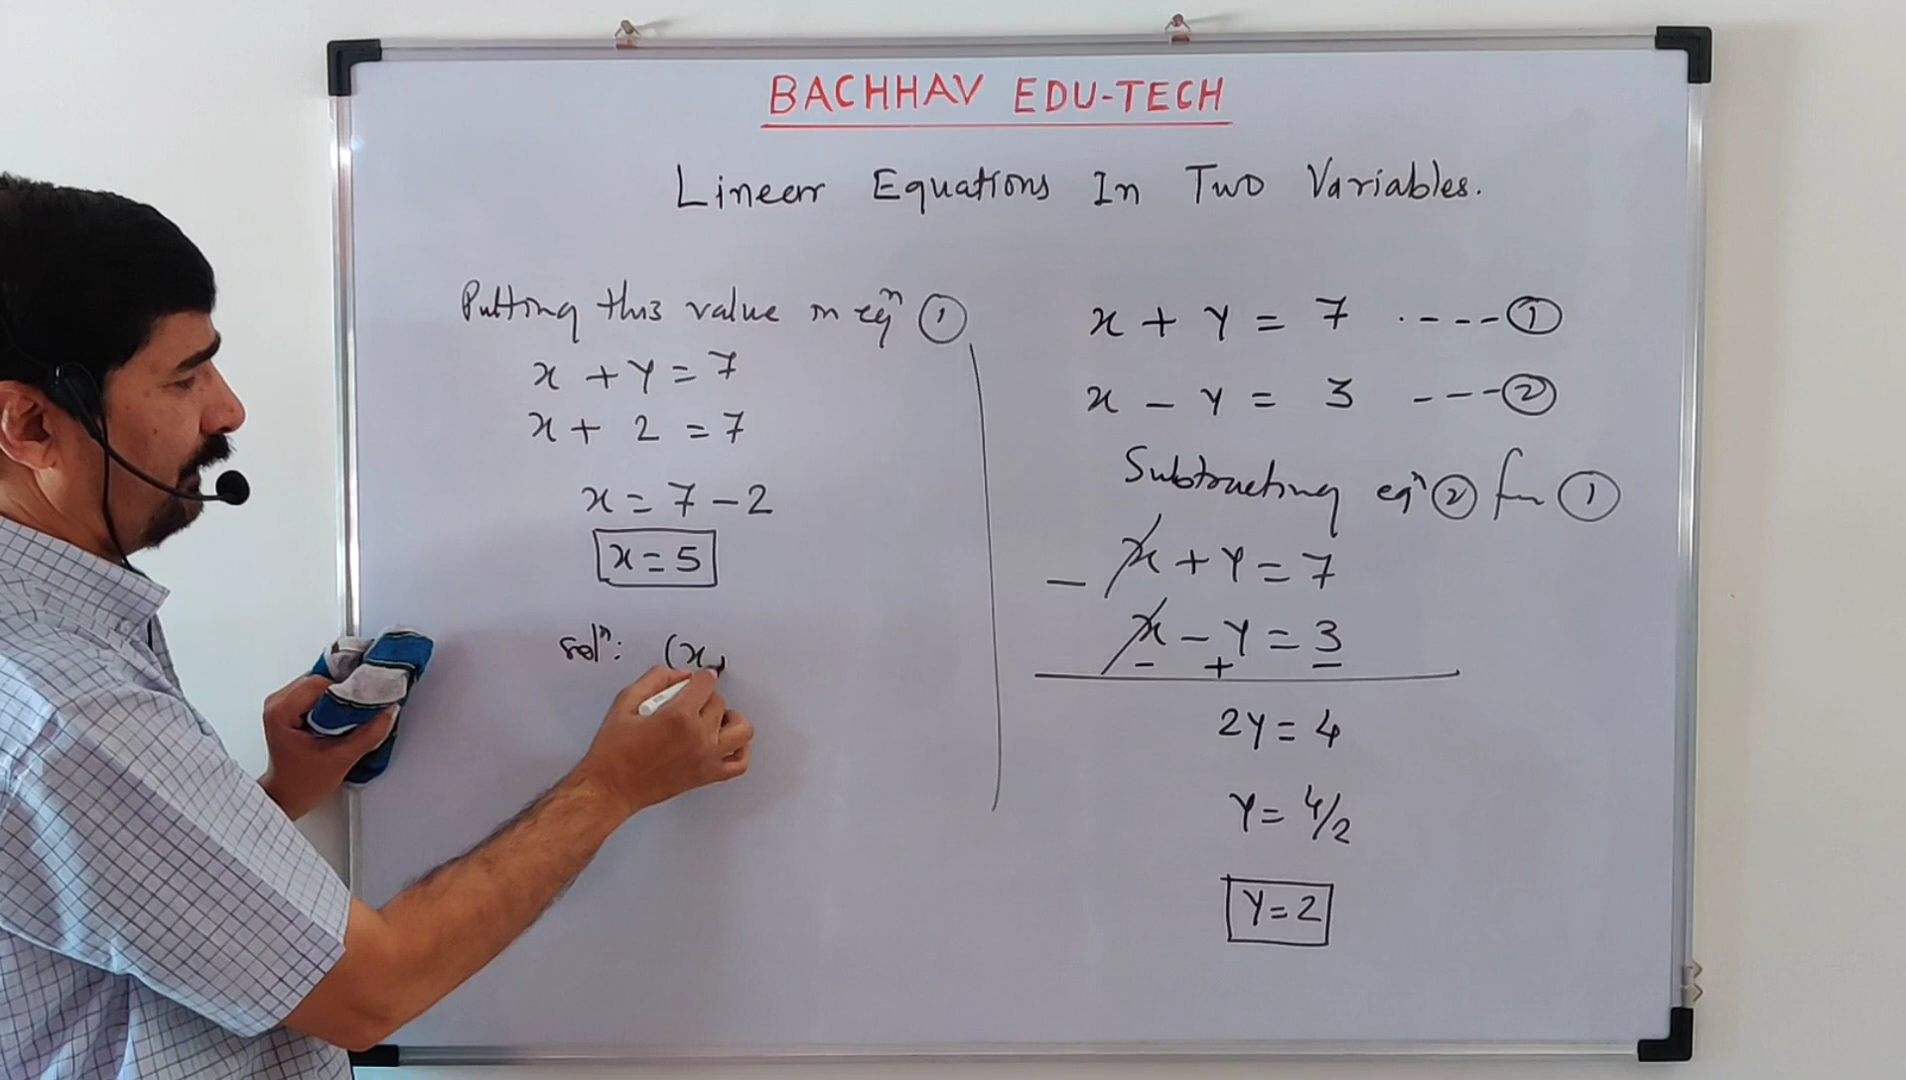 BACHHAV EDU-TECH
Linear Equations In Two Variables.
x + y = 7 ---- ①
x - y = 3 --- ②
Subtracting eqⁿ ② from ①
- x + y = 7
x - y = 3
- + -
2y = 4
y = 4/2
y = 2
Putting this value in eqⁿ ①
x + y = 7
x + 2 = 7
x = 7 - 2
x = 5
solⁿ: (x,